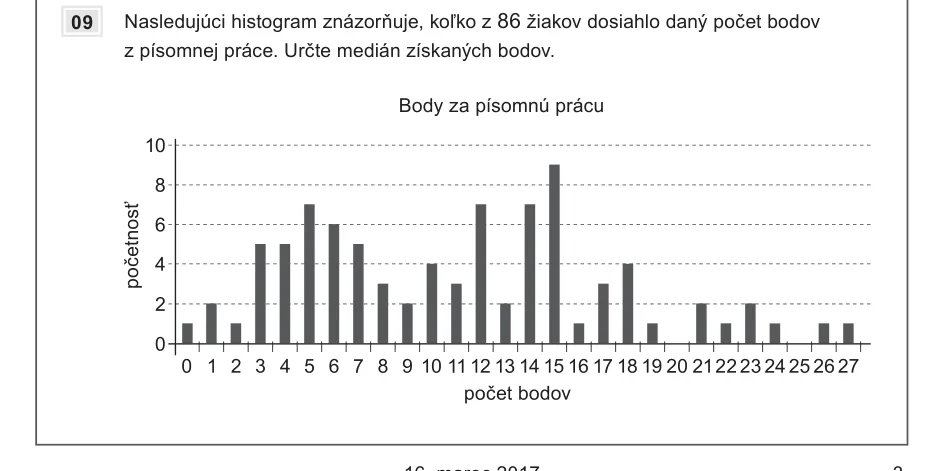 09 Nasledujúci histogram znázorňuje, koľko z 86 žiakov dosiahlo daný počet bodov
z písomnej práce. Určte medián získaných bodov.
Body za písomnú prácu
10
8
6
4
2
0
početnosť
0 1 2 3 4 5 6 7 8 9 10 11 12 13 14 15 16 17 18 19 20 21 22 23 24 25 26 27
počet bodov
16. marec 2017